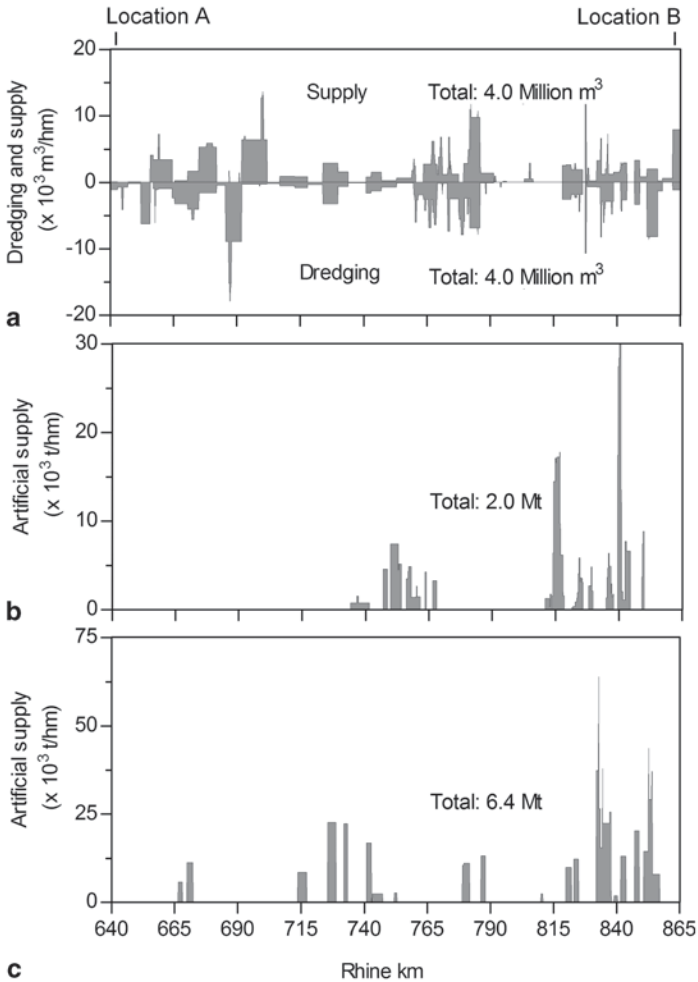 Location A Location B
20
Supply Total: 4.0 Million m³
10
0
-10
Dredging Total: 4.0 Million m³
-20
Dredging and supply
(x 10³ m³/hm)
a
30
20
Total: 2.0 Mt
10
0
Artificial supply
(x 10³ t/hm)
b
75
50
Total: 6.4 Mt
25
0
Artificial supply
(x 10³ t/hm)
640 665 690 715 740 765 790 815 840 865
c Rhine km